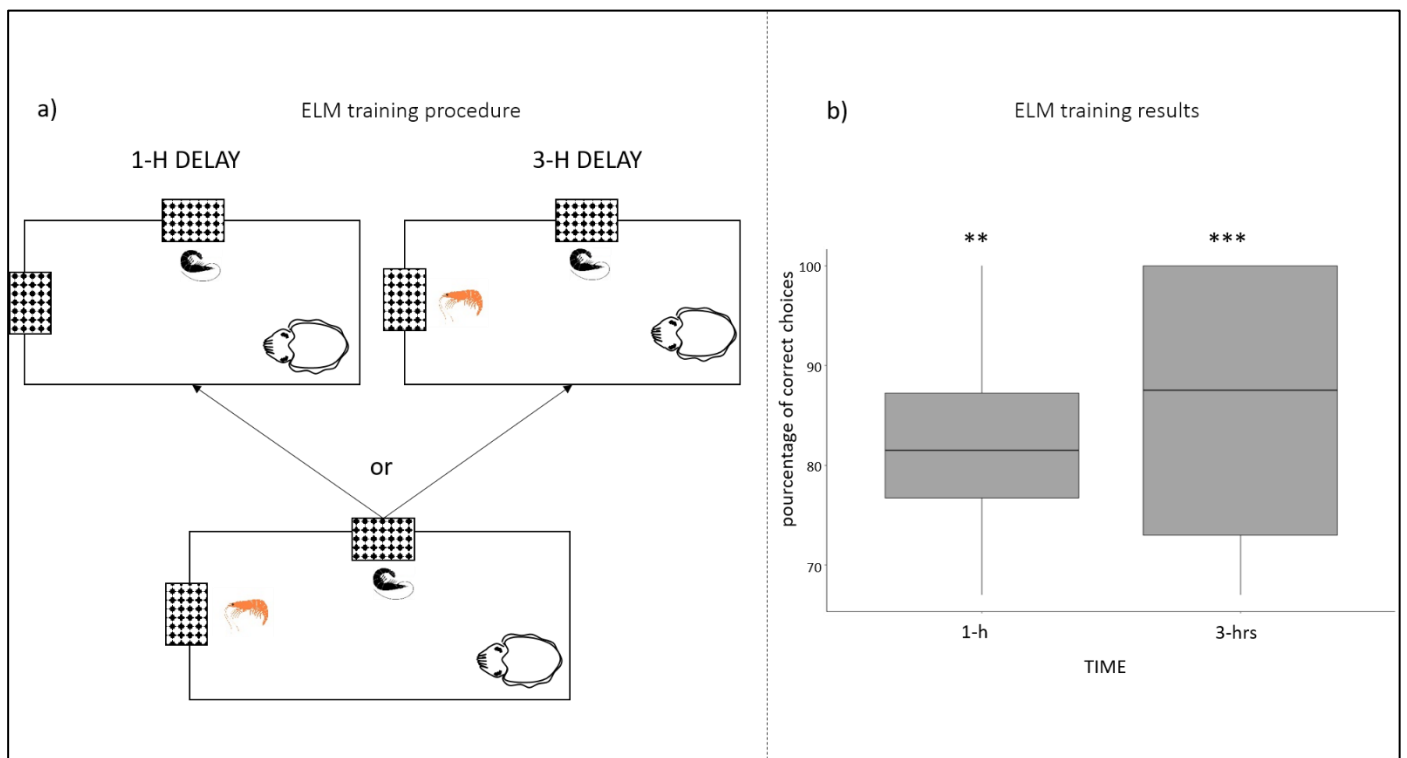 a)
ELM training procedure
1-H DELAY
3-H DELAY
or
b)
ELM training results
**
***
100
90
80
70
pourcentage of correct choices
1-h
3-hrs
TIME